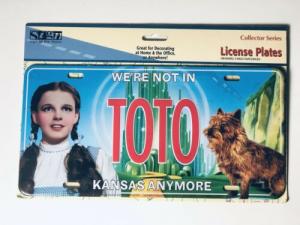 Collector Series
Great for Decorating
at Home & the Office,
or Anywhere!
License Plates
WE'RE NOT IN
TOTO
KANSAS ANYMORE